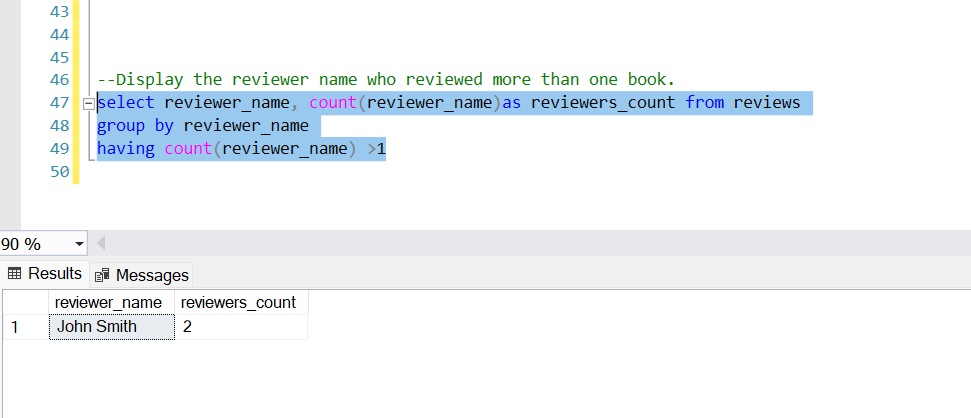 43
44
45
46 --Display the reviewer name who reviewed more than one book.
47 select reviewer_name, count(reviewer_name)as reviewers_count from reviews
48 group by reviewer_name
49 having count(reviewer_name) >1
50
90 %
Results Messages
reviewer_name reviewers_count
1 John Smith 2